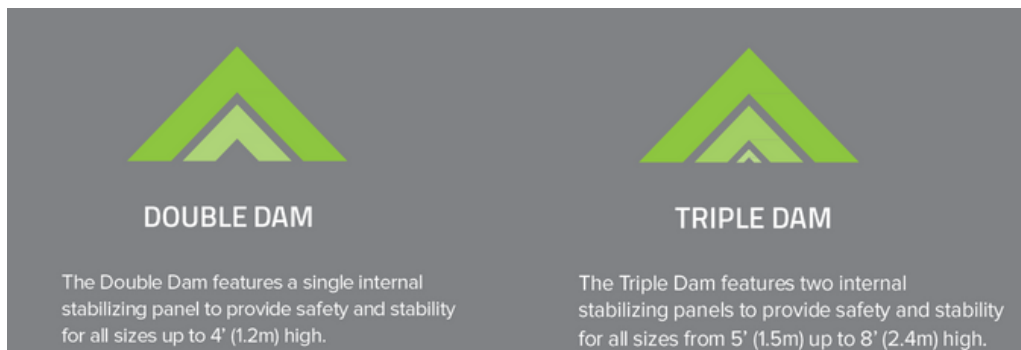 DOUBLE DAM
The Double Dam features a single internal
stabilizing panel to provide safety and stability
for all sizes up to 4’ (1.2m) high.
TRIPLE DAM
The Triple Dam features two internal
stabilizing panels to provide safety and stability
for all sizes from 5’ (1.5m) up to 8’ (2.4m) high.